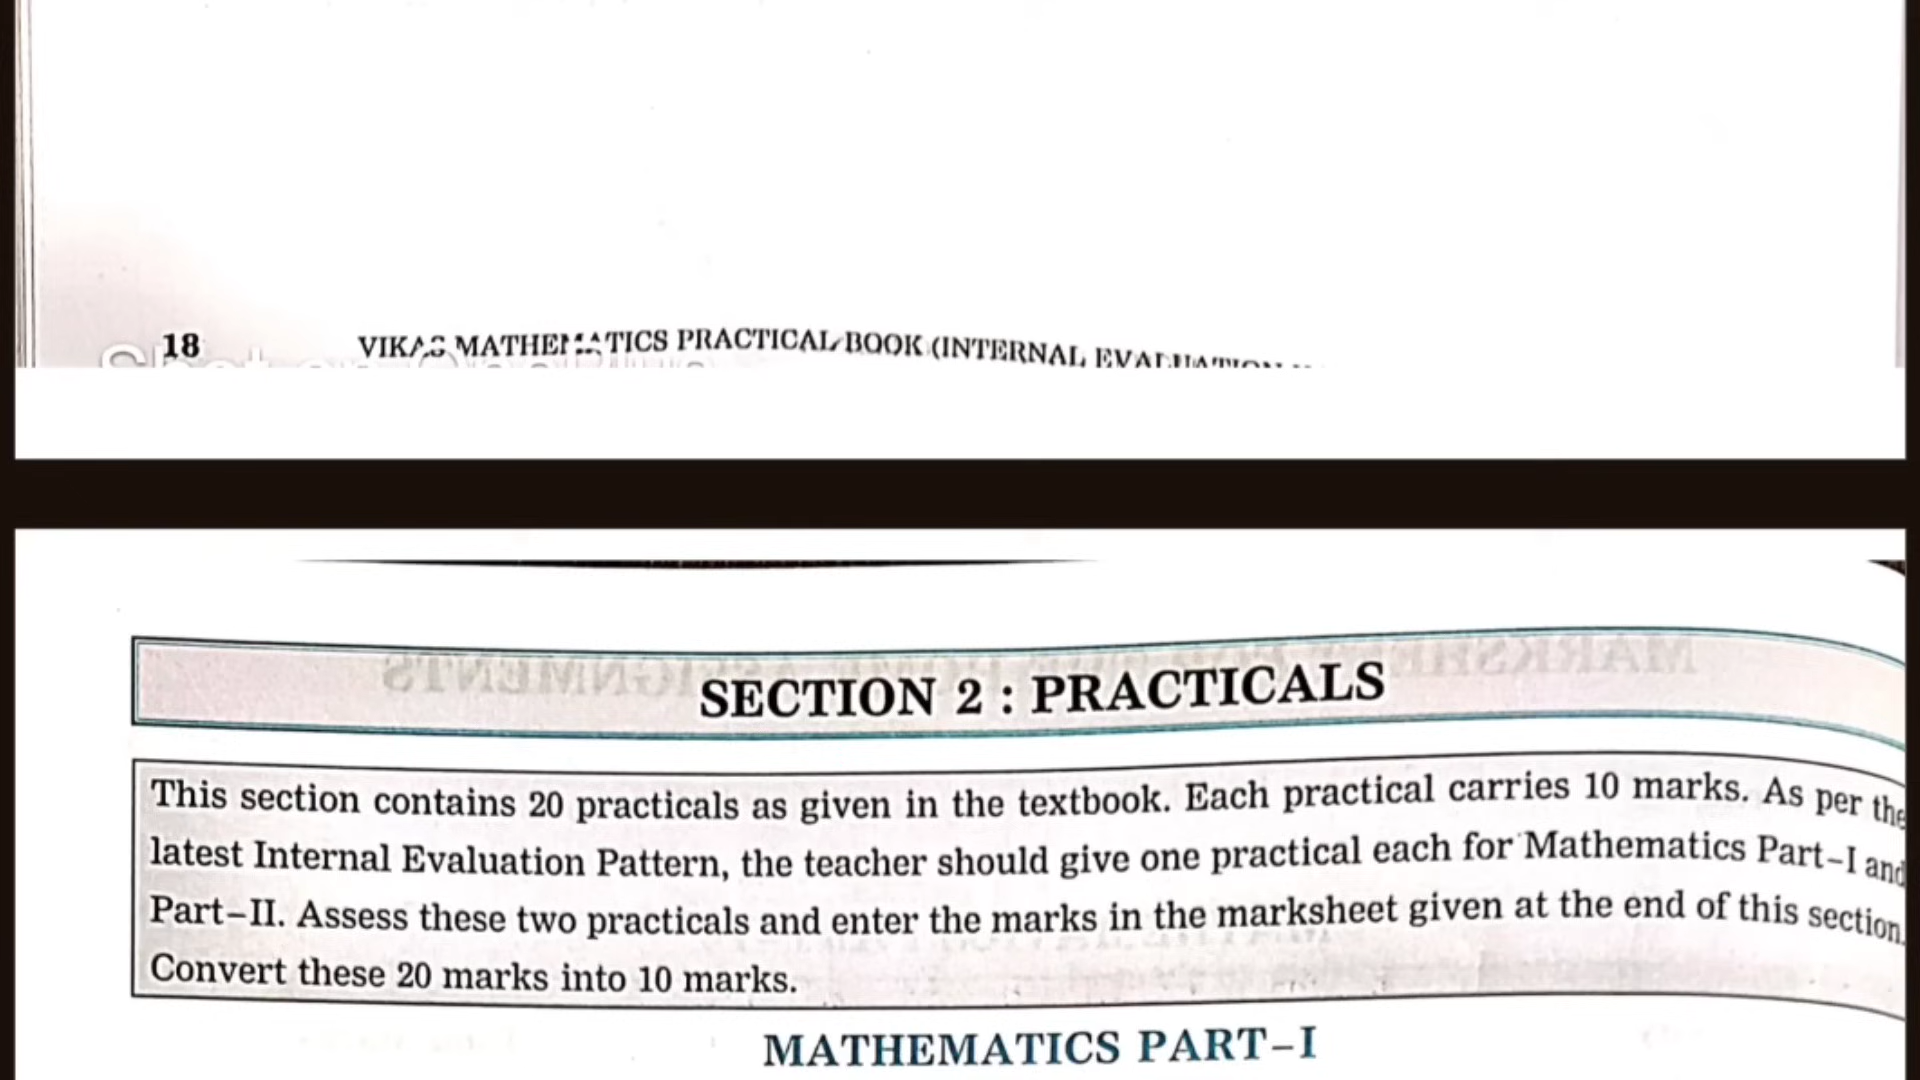 18
VIKAS MATHEMATICS PRACTICAL BOOK (INTERNAL EVALUATION
SECTION 2 : PRACTICALS
This section contains 20 practicals as given in the textbook. Each practical carries 10 marks. As per the
latest Internal Evaluation Pattern, the teacher should give one practical each for Mathematics Part-I and
Part-II. Assess these two practicals and enter the marks in the marksheet given at the end of this section.
Convert these 20 marks into 10 marks.
MATHEMATICS PART-I